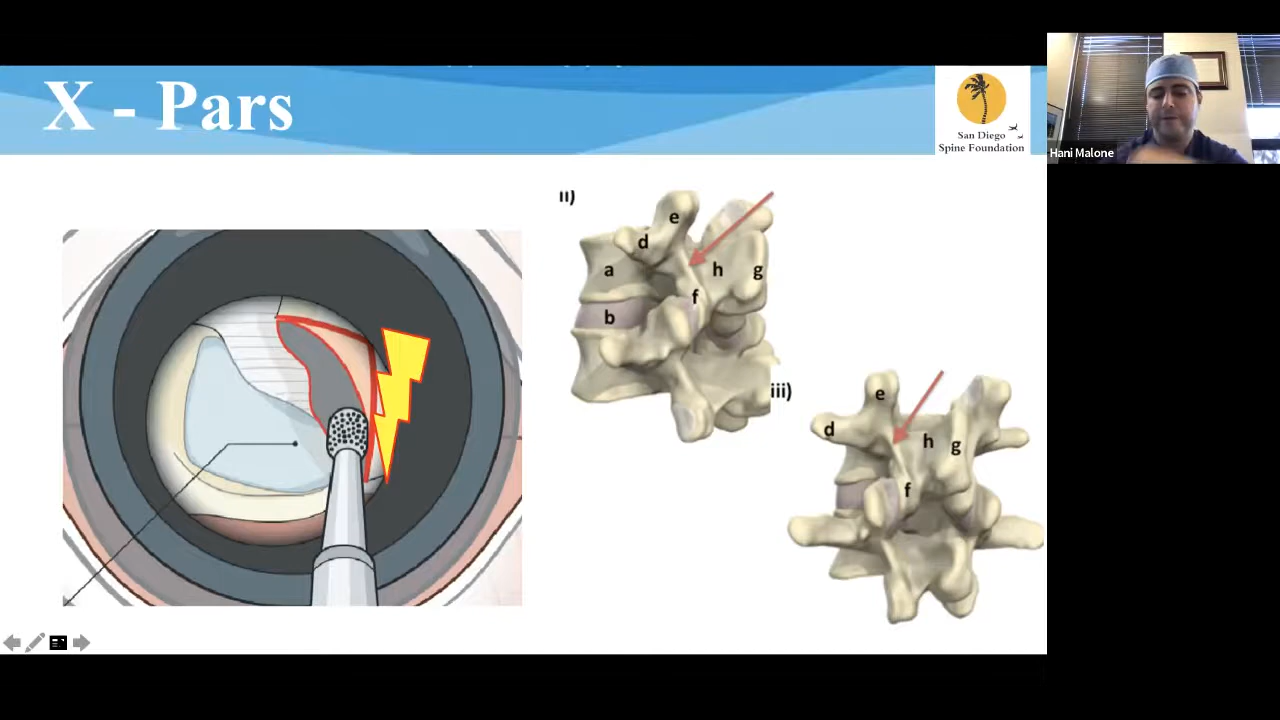 X - Pars
San Diego
Spine Foundation
Hani Malone
II)
e
d
a
h
g
f
b
iii)
e
d
h
g
f